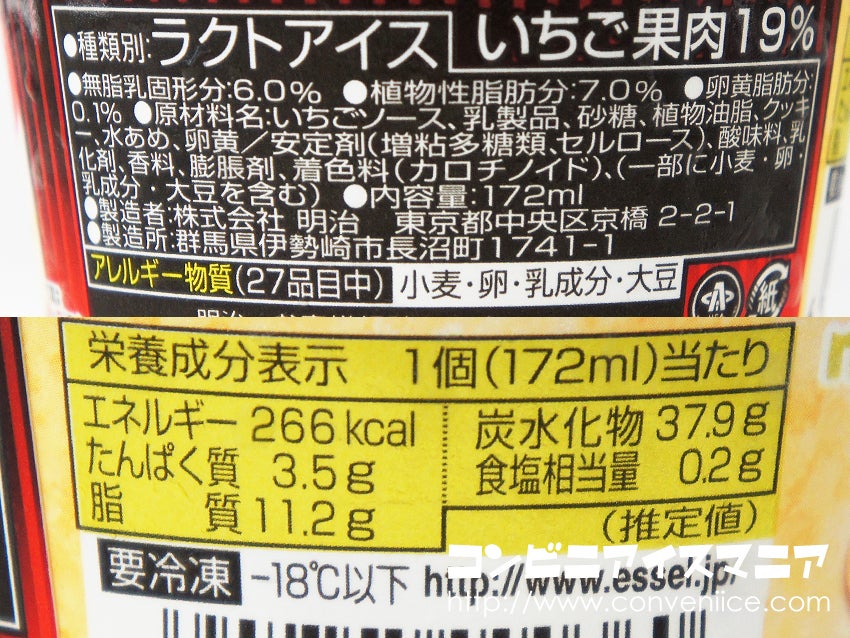 ●種類別:ラクトアイス いちご果肉19%
●無脂乳固形分:6.0% ●植物性脂肪分:7.0% ●卵黄脂肪分:
0.1% ●原材料名:いちごソース、乳製品、砂糖、植物油脂、クッキ
ー、水あめ、卵黄/安定剤(増粘多糖類、セルロース)、酸味料、乳
化剤、香料、膨脹剤、着色料(カロチノイド)、(一部に小麦・卵・
乳成分・大豆を含む) ●内容量:172ml
●製造者:株式会社 明治 東京都中央区京橋 2-2-1
●製造所:群馬県伊勢崎市長沼町1741-1
アレルギー物質(27品目中) 小麦・卵・乳成分・大豆
紙
栄養成分表示 1個(172ml)当たり
エネルギー 266kcal 炭水化物 37.9g
たんぱく質 3.5g 食塩相当量 0.2g
脂質 11.2g (推定値)
要冷凍 -18℃以下 http://www.essel.jp/
コンビニアイスマニア
http://www.conveniice.com/